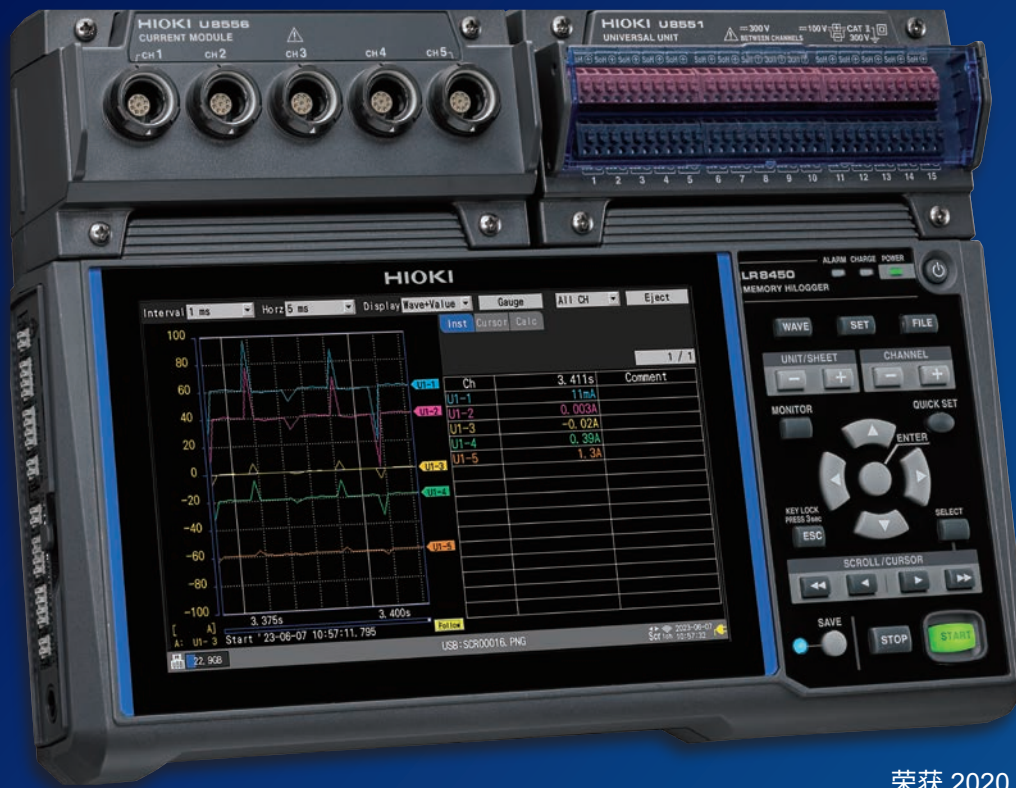 HIOKI U8556
CURRENT MODULE
CH1 CH2 CH3 CH4 CH5
HIOKI U8551
UNIVERSAL UNIT
300V
BETWEEN CHANNELS
100V
CAT II
300V
1 2 3 4 5 6 7 8 9 10 11 12 13 14 15
HIOKI
Interval 1 ms Horz 5 ms Display Wave+Value Gauge All CH Eject
Inst Cursor Calc
1 / 1
Ch 3.411s Comment
U1-1 11mA
U1-2 0.003A
U1-3 -0.02A
U1-4 0.39A
U1-5 1.3A
100
80
60
40
20
0
-20
-40
-60
-80
-100
U1-1
U1-2
U1-3
U1-4
U1-5
3.375s 3.400s
[ A]
A: U1- 3
Start '23-06-07 10:57:11.795
Follow
22.9GB
USB:SCR00016.PNG
2023-06-07
10:57:32
LR8450
MEMORY HiLOGGER
ALARM CHARGE POWER
WAVE SET FILE
UNIT/SHEET CHANNEL
− + − +
MONITOR QUICK SET
ENTER
KEY LOCK
PRESS 3sec
ESC
SELECT
SCROLL/CURSOR
SAVE
STOP START
荣获 2020